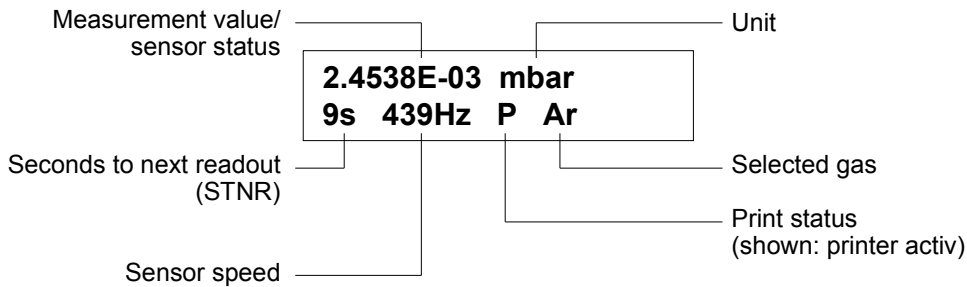 Measurement value/
sensor status
Unit
2.4538E-03 mbar
9s 439Hz P Ar
Seconds to next readout
(STNR)
Selected gas
Print status
(shown: printer activ)
Sensor speed